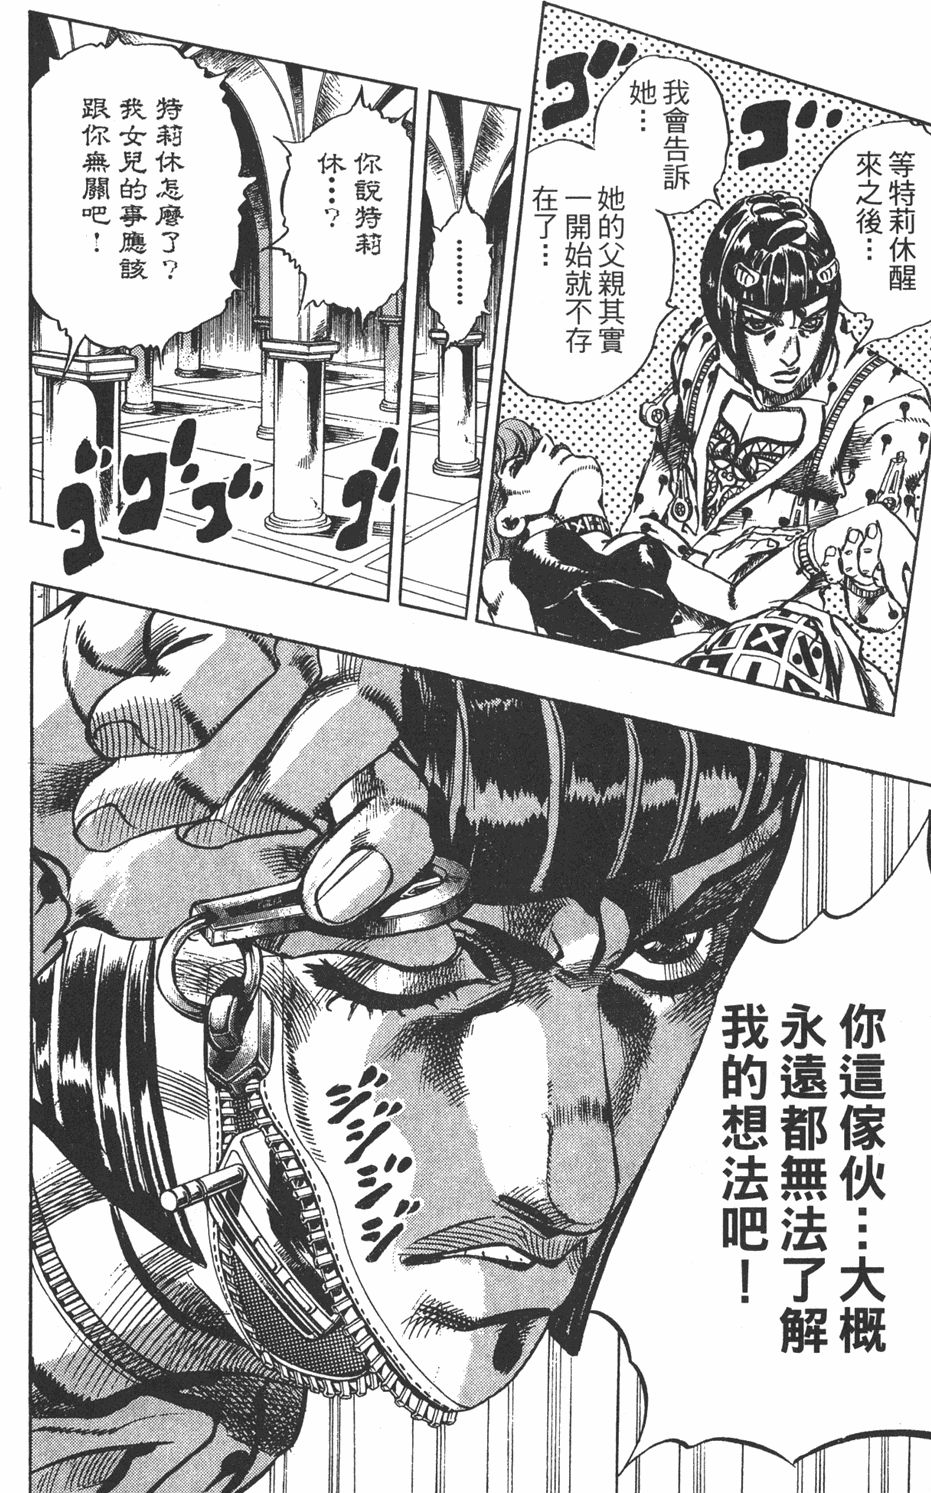 等特莉休醒
來之後…
我會告訴
她…
她的父親其實
一開始就不存
在了…
ゴゴ
………
你說特莉
休…？
特莉休怎麼了？
我女兒的事應該
跟你無關吧！
ゴゴゴ
你這傢伙…大概
永遠都無法了解
我的想法吧！
ジジジジ